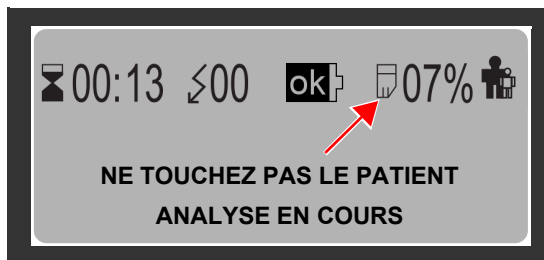 00:13 00 ok 07%
NE TOUCHEZ PAS LE PATIENT
ANALYSE EN COURS